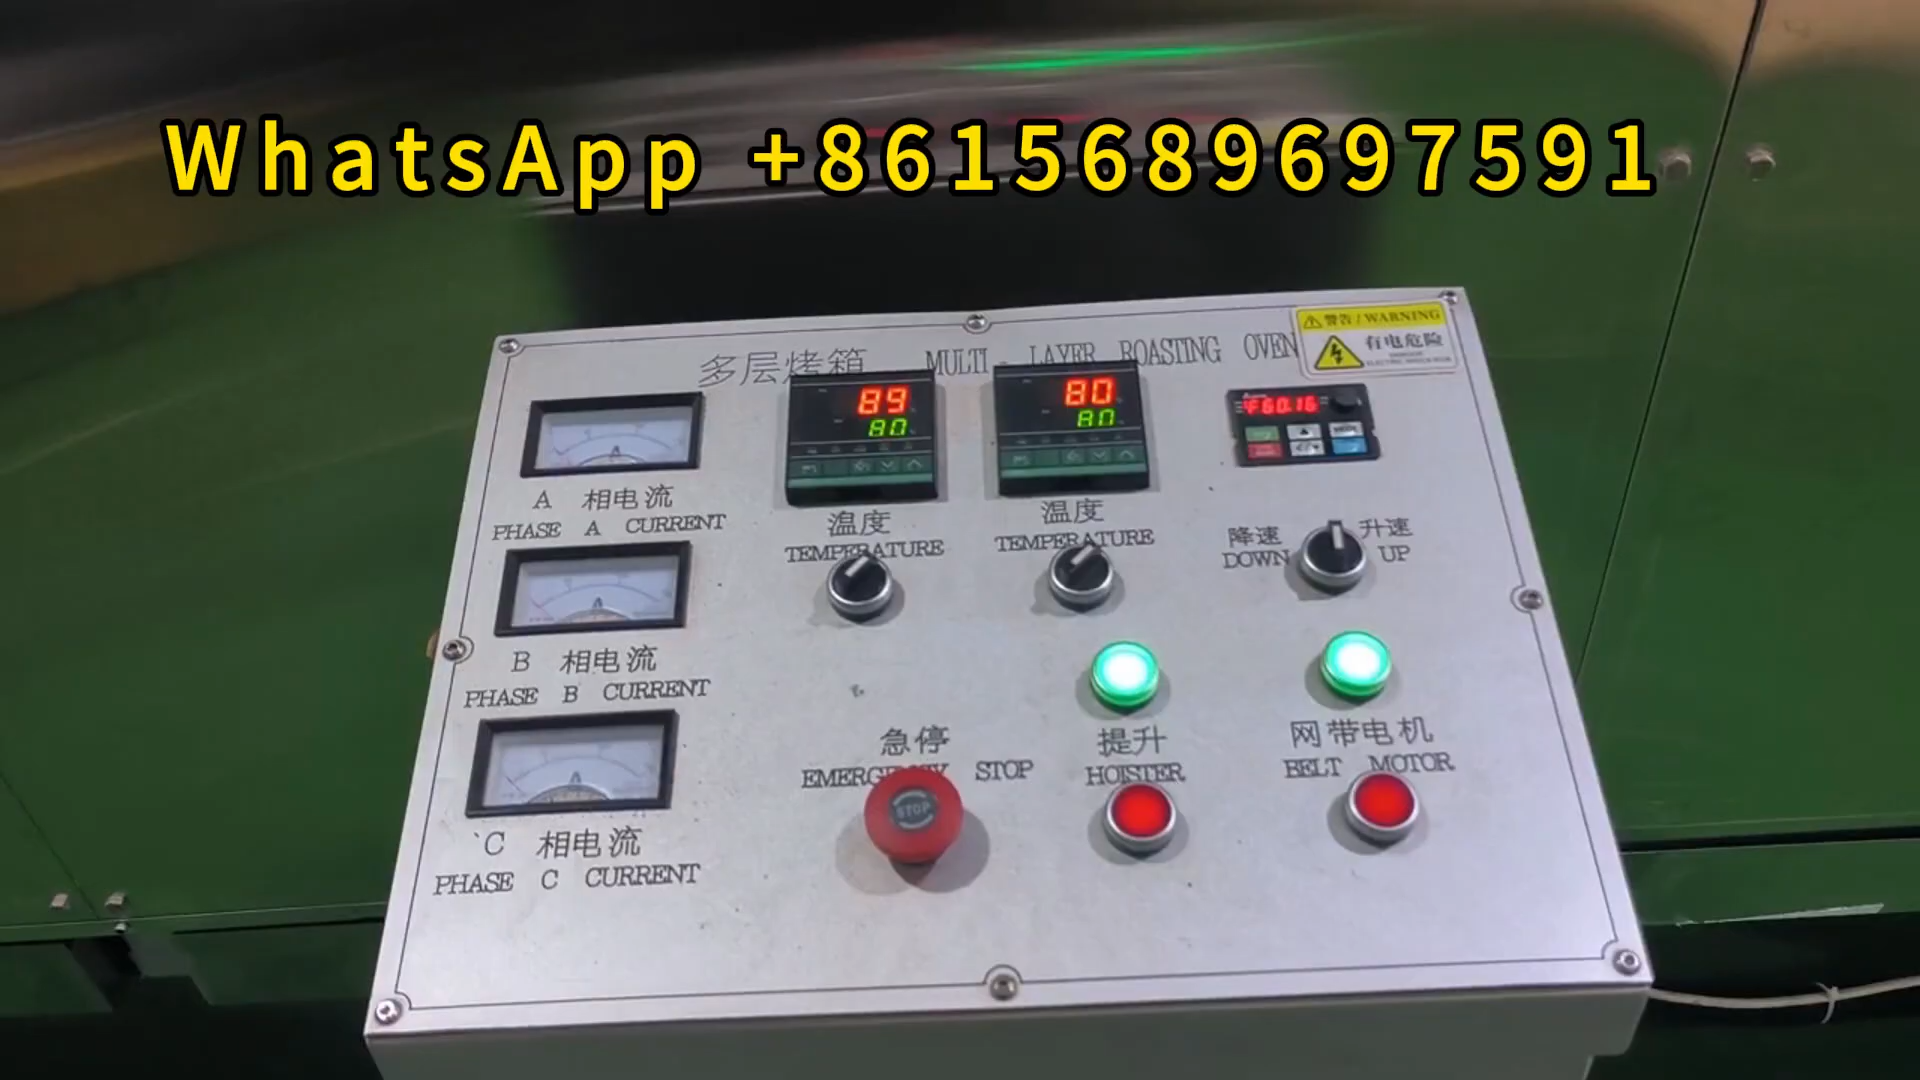 WhatsApp +8615689697591
多层烤箱 MULTI - LAYER ROASTING OVEN
警告/WARNING
有电危险
89
80
80
80
F60.16
A 相电流
PHASE A CURRENT
温度
TEMPERATURE
温度
TEMPERATURE
降速
DOWN
升速
UP
B 相电流
PHASE B CURRENT
急停
EMERGENCY STOP
STOP
提升
HOISTER
网带电机
BELT MOTOR
C 相电流
PHASE C CURRENT